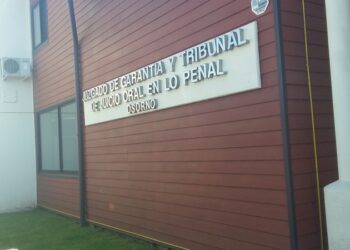 JUZGADO DE GARANTIA Y TRIBUNAL
DE JUICIO ORAL EN LO PENAL
OSORNO